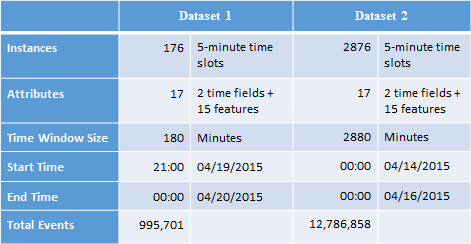 Dataset 1 Dataset 2
Instances 176 5-minute time 2876 5-minute time
slots slots
Attributes 17 2 time fields + 17 2 time fields +
15 features 15 features
Time Window Size 180 Minutes 2880 Minutes
Start Time 21:00 04/19/2015 00:00 04/14/2015
End Time 00:00 04/20/2015 00:00 04/16/2015
Total Events 995,701 12,786,858